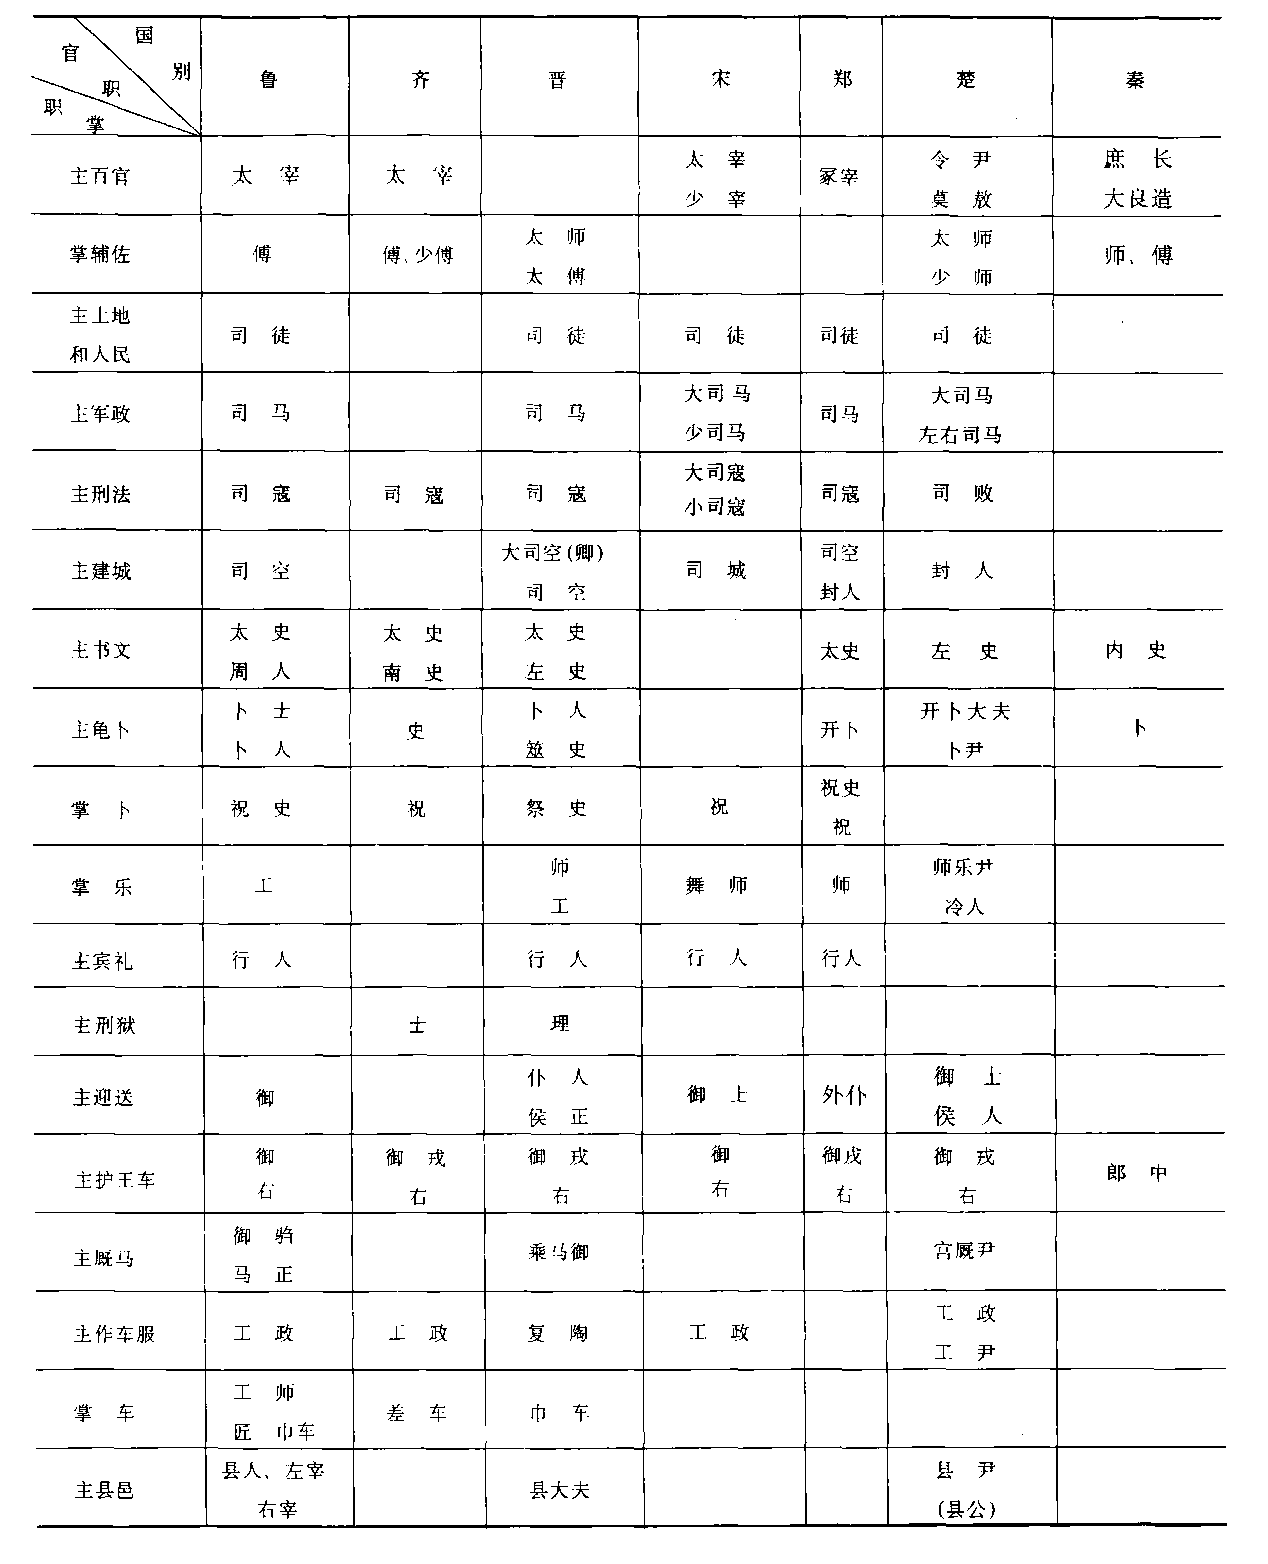 国别 官职 职掌 鲁 齐 晋 宋 郑 楚 秦
主百官 太宰 太宰 太宰 少宰 冢宰 令尹 莫敖 庶长 大良造
掌辅佐 傅 傅、少傅 太师 太傅 太师 少师 师、傅
主土地和人民 司徒 司徒 司徒 司徒 司徒
主军政 司马 司马 大司马 少司马 司马 大司马 左右司马
主刑法 司寇 司寇 司寇 大司寇 小司寇 司寇 司败
主建城 司空 大司空(卿) 司空 司城 司空 封人 封人
主书文 太史 周人 太史 南史 太史 左史 太史 左史 内史
主龟卜 卜士 卜人 史 卜人 筮史 开卜 开卜大夫 卜尹 卜
掌卜 祝史 祝 祭史 祝 祝史 祝
掌乐 工 师 工 舞师 师 师乐尹 冷人
主宾礼 行人 行人 行人 行人
主刑狱 士 理
主迎送 御 仆人 侯正 御士 外仆 御士 侯人
主护王车 御 右 御戎 右 御戎 右 御 右 御戎 右 御戎 右 郎中
主厩马 御驺 马正 乘马御 宫厩尹
主作车服 工政 工政 复陶 工政 工政 工尹
掌车 工师 匠 巾车 差车 巾车
主县邑 县人、左宰 右宰 县大夫 县尹 (县公)